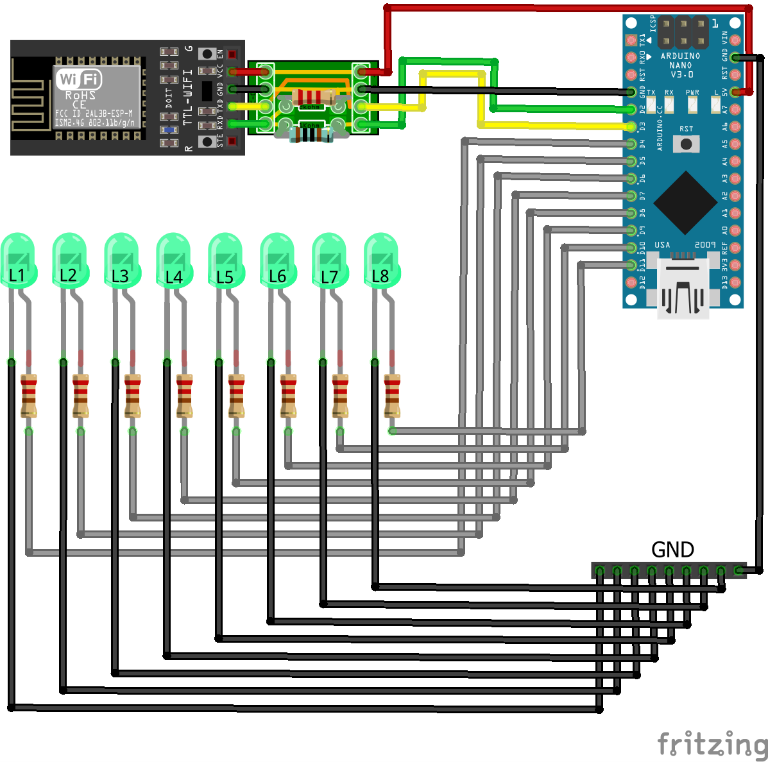 WiFi
RoHS
CE
FCC ID 2AL3B-ESP-M
ISM2.4G 802.11b/g/n
DOIT
TTL-WIFI
G
R
EN
VCC
GND
TXD
RXD
STE
ICSP
1
ARDUINO
NANO
V3.0
TX
RX
PWR
L
ARDUINO.CC
RST
USA
2009
TX1
RX0
RST
GND
D2
D3
D4
D5
D6
D7
D8
D9
D10
D11
D12
VIN
GND
RST
5V
A7
A6
A5
A4
A3
A2
A1
A0
REF
3V3
D13
L1
L2
L3
L4
L5
L6
L7
L8
GND
fritzing